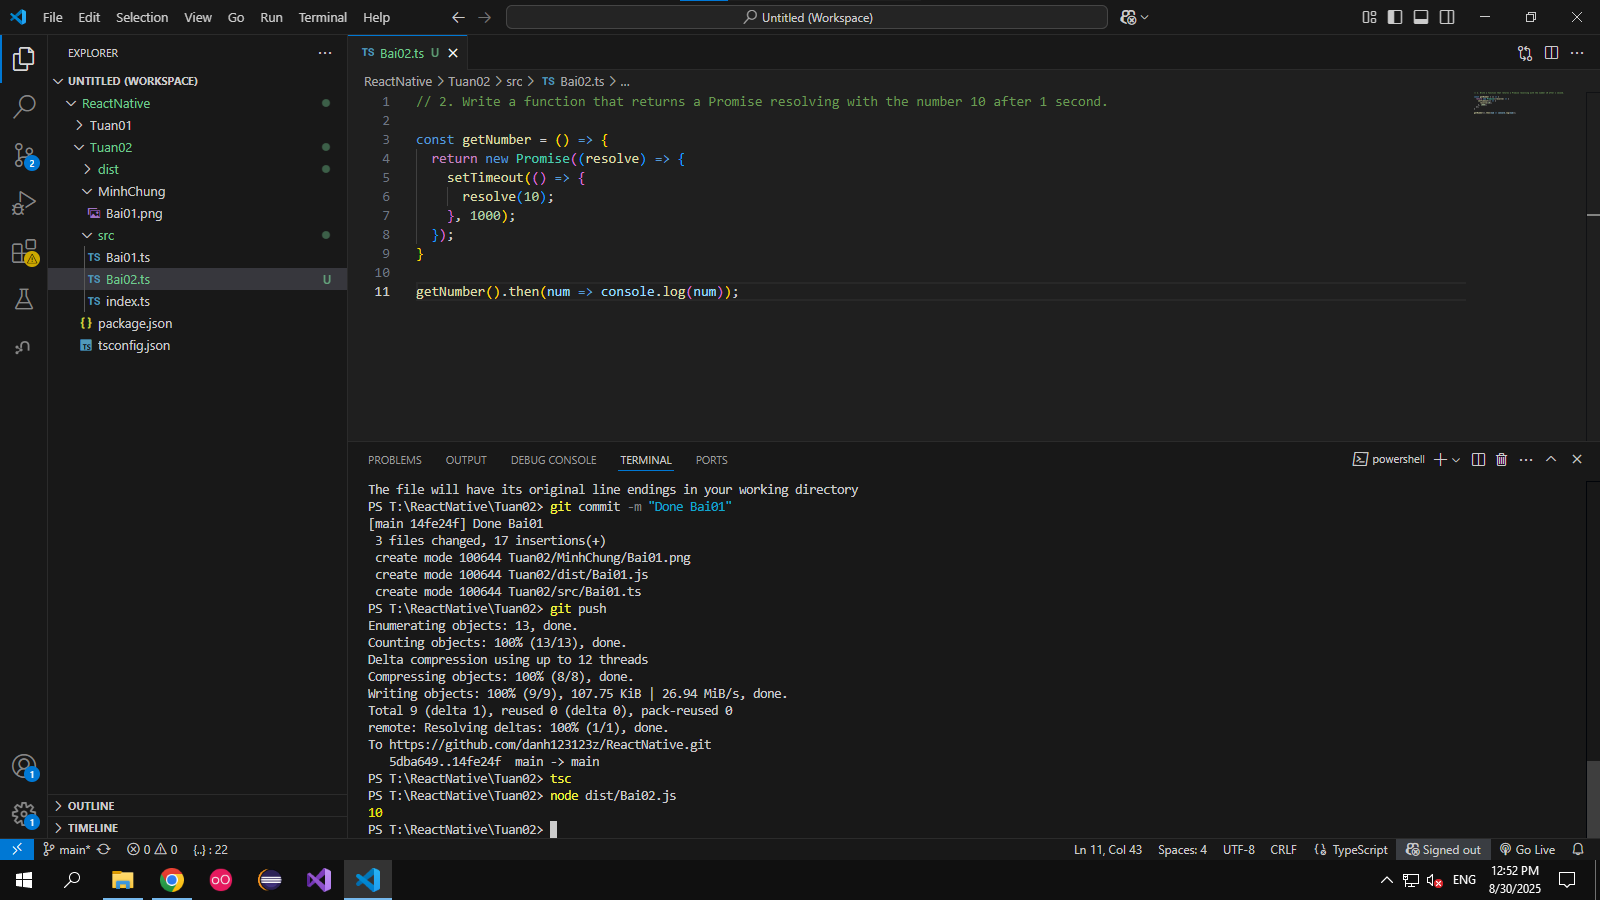 File Edit Selection View Go Run Terminal Help
Untitled (Workspace)
EXPLORER
UNTITLED (WORKSPACE)
ReactNative
Tuan01
Tuan02
dist
MinhChung
Bai01.png
src
TS Bai01.ts
TS Bai02.ts U
TS index.ts
{} package.json
TS tsconfig.json
OUTLINE
TIMELINE
2
1
1
TS Bai02.ts U
ReactNative > Tuan02 > src > TS Bai02.ts > ...
1 // 2. Write a function that returns a Promise resolving with the number 10 after 1 second.
2
3 const getNumber = () => {
4 return new Promise((resolve) => {
5 setTimeout(() => {
6 resolve(10);
7 }, 1000);
8 });
9 }
10
11 getNumber().then(num => console.log(num));
PROBLEMS OUTPUT DEBUG CONSOLE TERMINAL PORTS
powershell
The file will have its original line endings in your working directory
PS T:\ReactNative\Tuan02> git commit -m "Done Bai01"
[main 14fe24f] Done Bai01
3 files changed, 17 insertions(+)
create mode 100644 Tuan02/MinhChung/Bai01.png
create mode 100644 Tuan02/dist/Bai01.js
create mode 100644 Tuan02/src/Bai01.ts
PS T:\ReactNative\Tuan02> git push
Enumerating objects: 13, done.
Counting objects: 100% (13/13), done.
Delta compression using up to 12 threads
Compressing objects: 100% (8/8), done.
Writing objects: 100% (9/9), 107.75 KiB | 26.94 MiB/s, done.
Total 9 (delta 1), reused 0 (delta 0), pack-reused 0
remote: Resolving deltas: 100% (1/1), done.
To https://github.com/danh123123z/ReactNative.git
5dba649..14fe24f main -> main
PS T:\ReactNative\Tuan02> tsc
PS T:\ReactNative\Tuan02> node dist/Bai02.js
10
PS T:\ReactNative\Tuan02>
main* 0 0 {..} : 22
Ln 11, Col 43 Spaces: 4 UTF-8 CRLF {} TypeScript Signed out Go Live
ENG
12:52 PM
8/30/2025